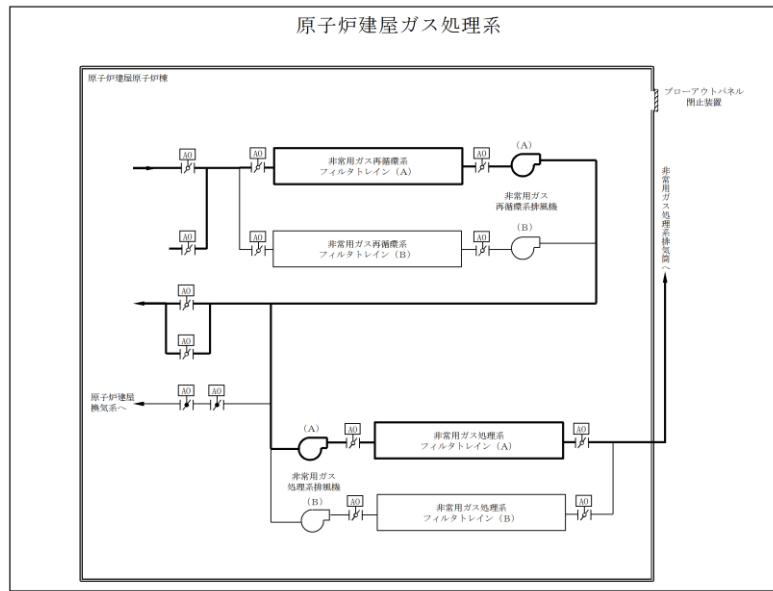 原子炉建屋ガス処理系
原子炉建屋原子炉棟
ブローアウトパネル
閉止装置
AO
AO
非常用ガス再循環系
フィルタトレイン(A)
AO
(A)
非常用ガス
再循環系排風機
AO
AO
非常用ガス再循環系
フィルタトレイン(B)
AO
(B)
非常用ガス処理系排気筒へ
AO
AO
原子炉建屋
換気系へ
AO
AO
(A)
AO
非常用ガス処理系
フィルタトレイン(A)
AO
非常用ガス
処理系排風機
(B)
AO
非常用ガス処理系
フィルタトレイン(B)
AO